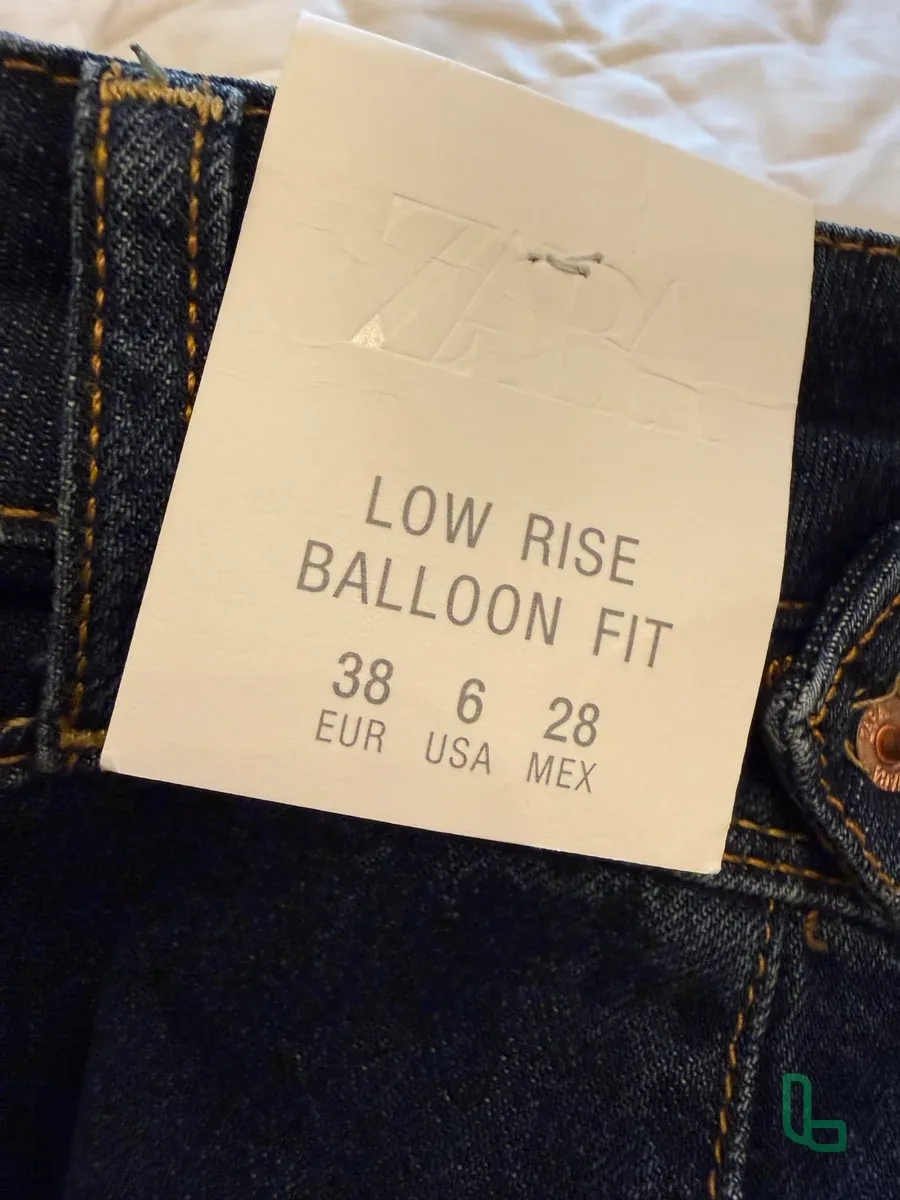 ZARA
LOW RISE
BALLOON FIT
38 6 28
EUR USA MEX